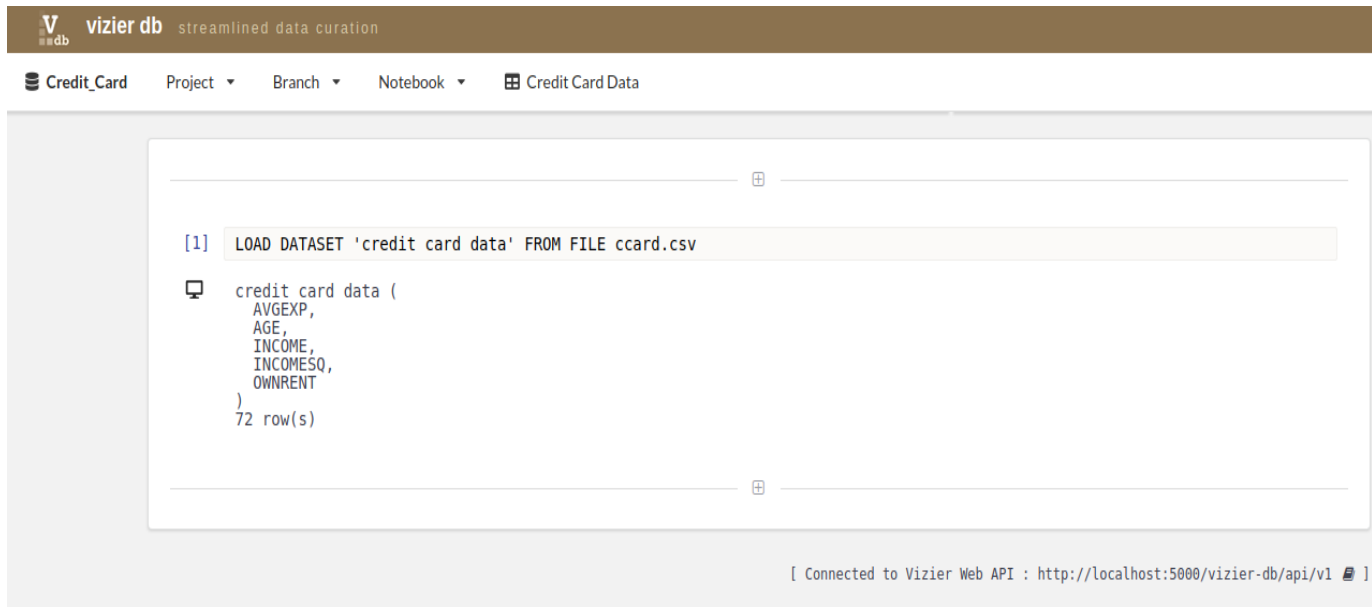 V db vizier db streamlined data curation
Credit_Card Project Branch Notebook Credit Card Data
[1] LOAD DATASET 'credit card data' FROM FILE ccard.csv
credit card data (
AVGEXP,
AGE,
INCOME,
INCOMESQ,
OWNRENT
)
72 row(s)
[ Connected to Vizier Web API : http://localhost:5000/vizier-db/api/v1 ]